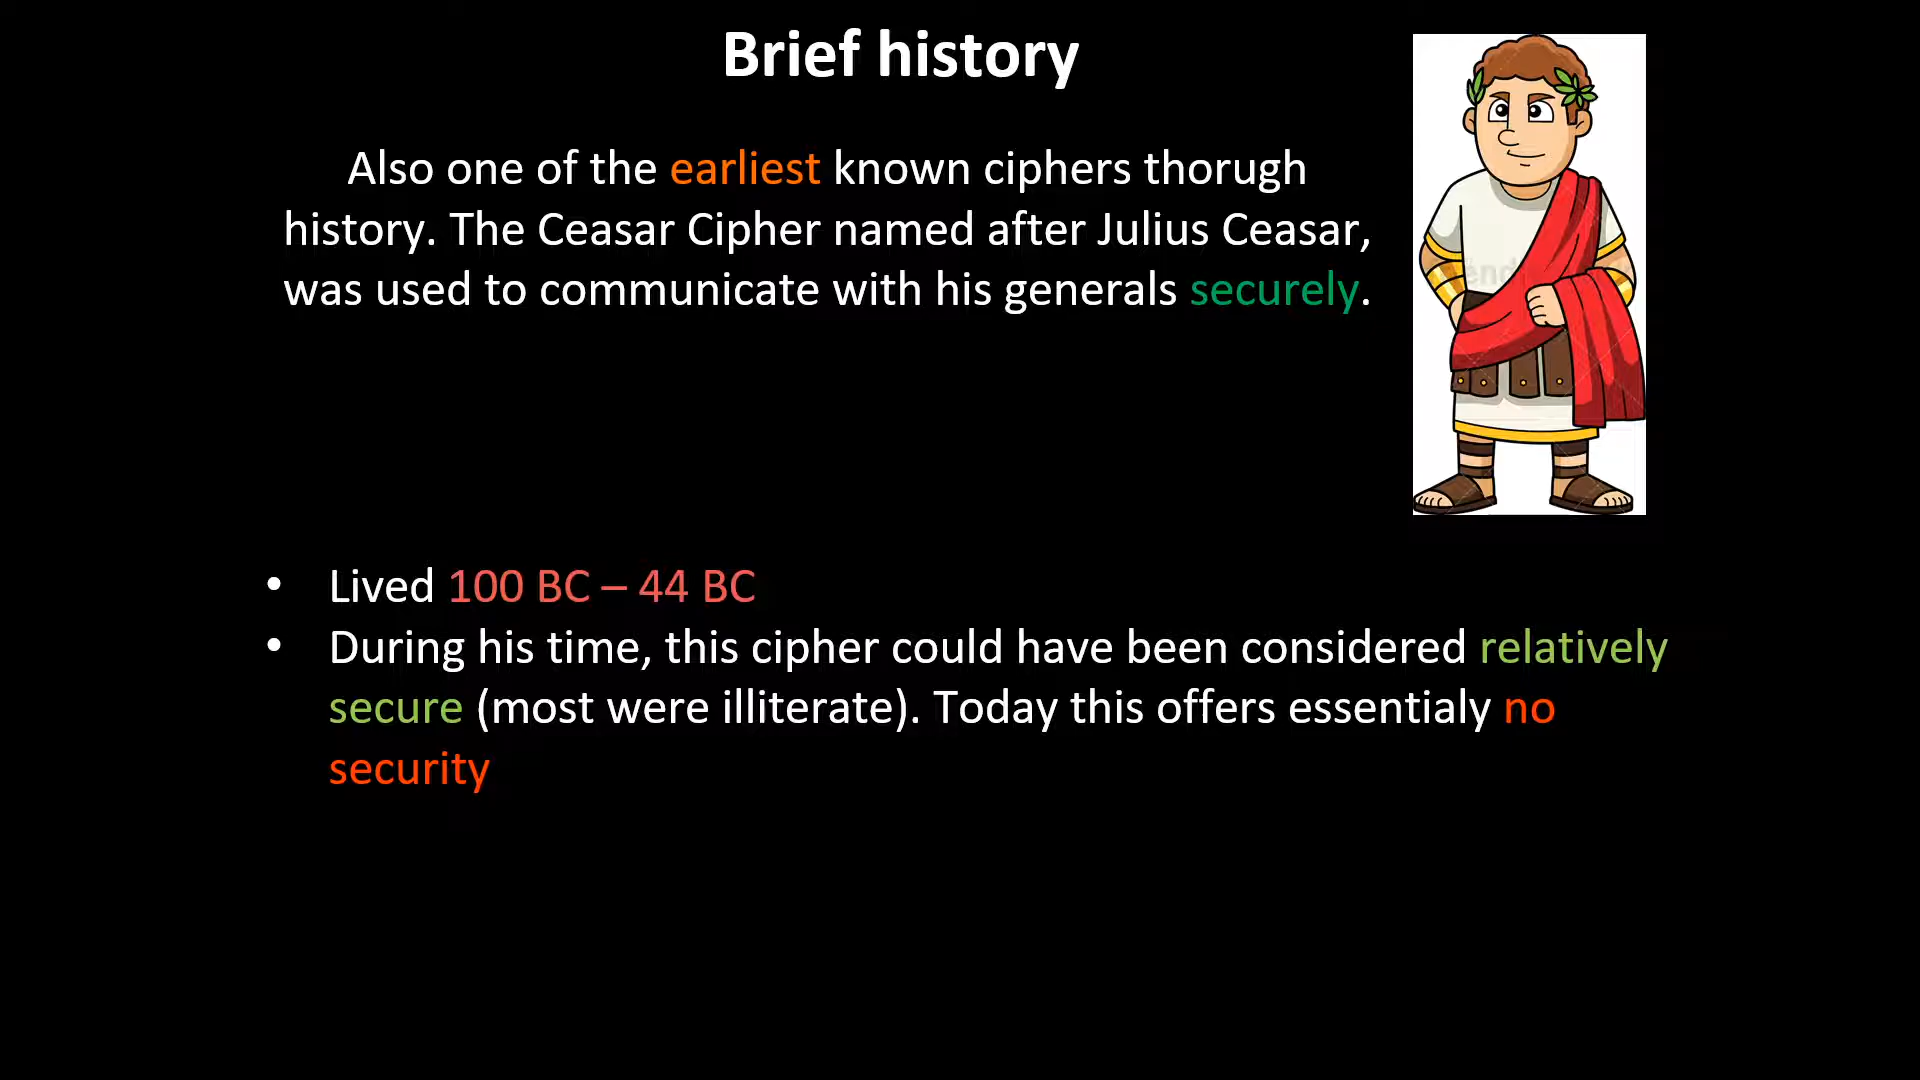 Brief history
Also one of the earliest known ciphers thorugh
history. The Ceasar Cipher named after Julius Ceasar,
was used to communicate with his generals securely.
• Lived 100 BC – 44 BC
• During his time, this cipher could have been considered relatively
secure (most were illiterate). Today this offers essentialy no
security